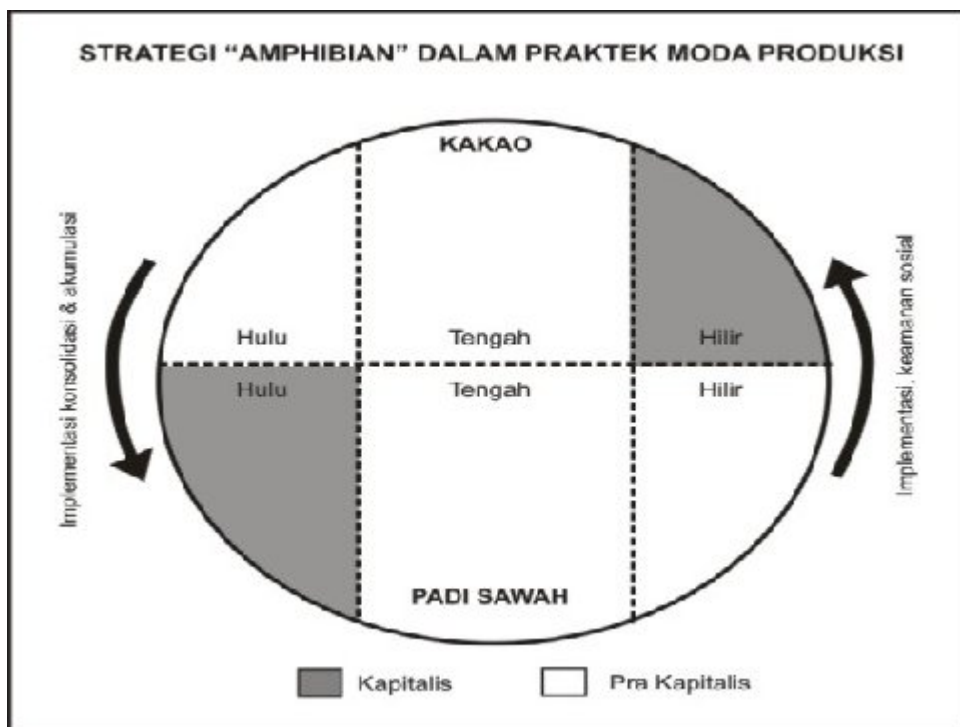 STRATEGI “AMPHIBIAN” DALAM PRAKTEK MODA PRODUKSI
KAKAO
Implementasi konsolidasi & akumulasi
Implementasi, keamanan sosial
Hulu Tengah Hilir
Hulu Tengah Hilir
PADI SAWAH
Kapitalis Pra Kapitalis